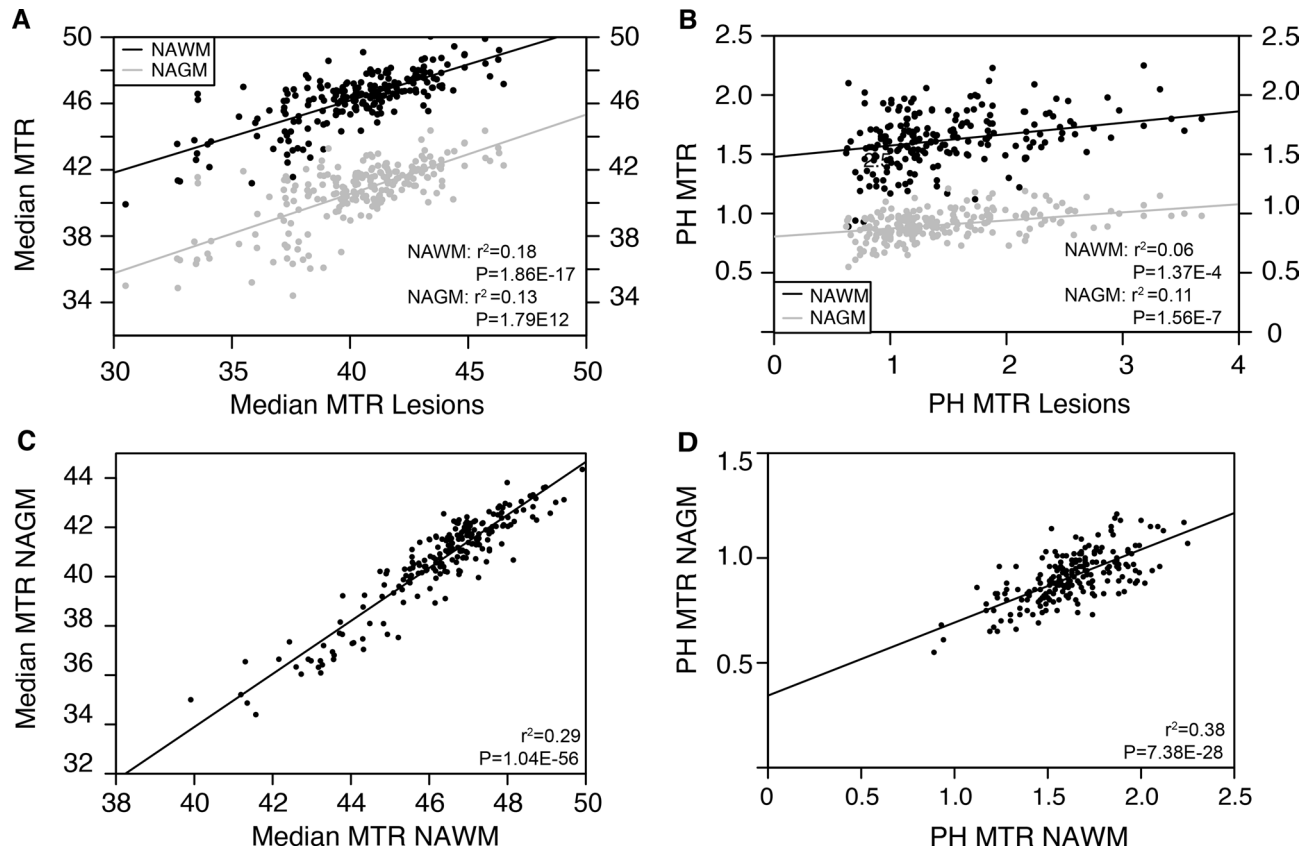 A
50
46
42
38
34
Median MTR
NAWM
NAGM
50
46
42
38
34
NAWM: r²=0.18
P=1.86E-17
NAGM: r²=0.13
P=1.79E12
30 35 40 45 50
Median MTR Lesions
B
2.5
2.0
1.5
1.0
0.5
PH MTR
2.5
2.0
1.5
1.0
0.5
0
NAWM: r²=0.06
P=1.37E-4
NAGM: r²=0.11
P=1.56E-7
NAWM
NAGM
0 1 2 3 4
PH MTR Lesions
C
44
42
40
38
36
34
32
Median MTR NAGM
r²=0.29
P=1.04E-56
38 40 42 44 46 48 50
Median MTR NAWM
D
1.5
1.0
0.5
PH MTR NAGM
r²=0.38
P=7.38E-28
0 0.5 1.0 1.5 2.0 2.5
PH MTR NAWM